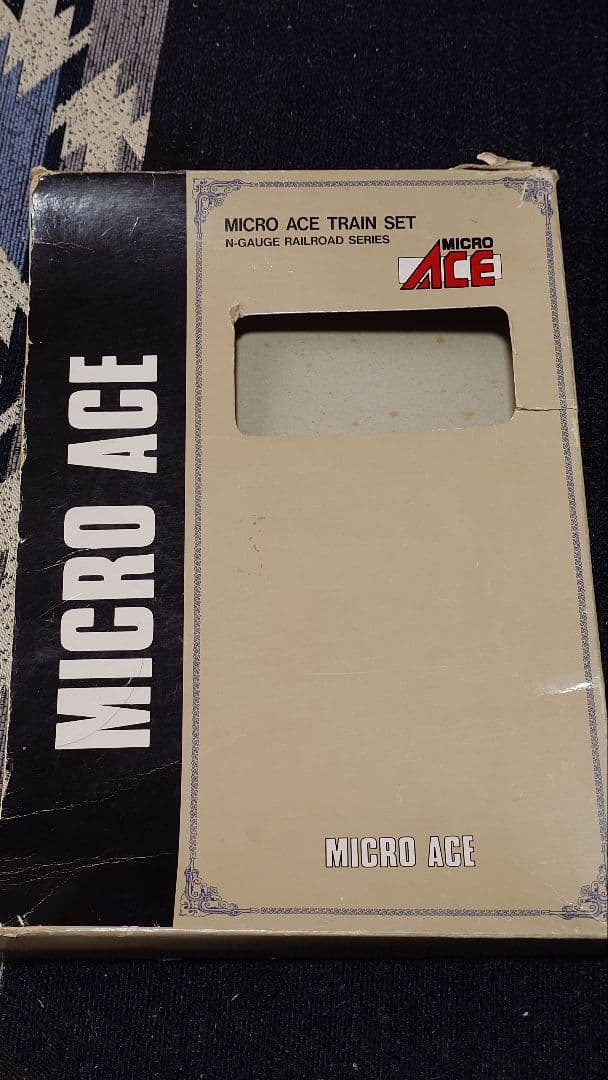 MICRO ACE
MICRO ACE TRAIN SET
N-GAUGE RAILROAD SERIES
MICRO
ACE
MICRO ACE